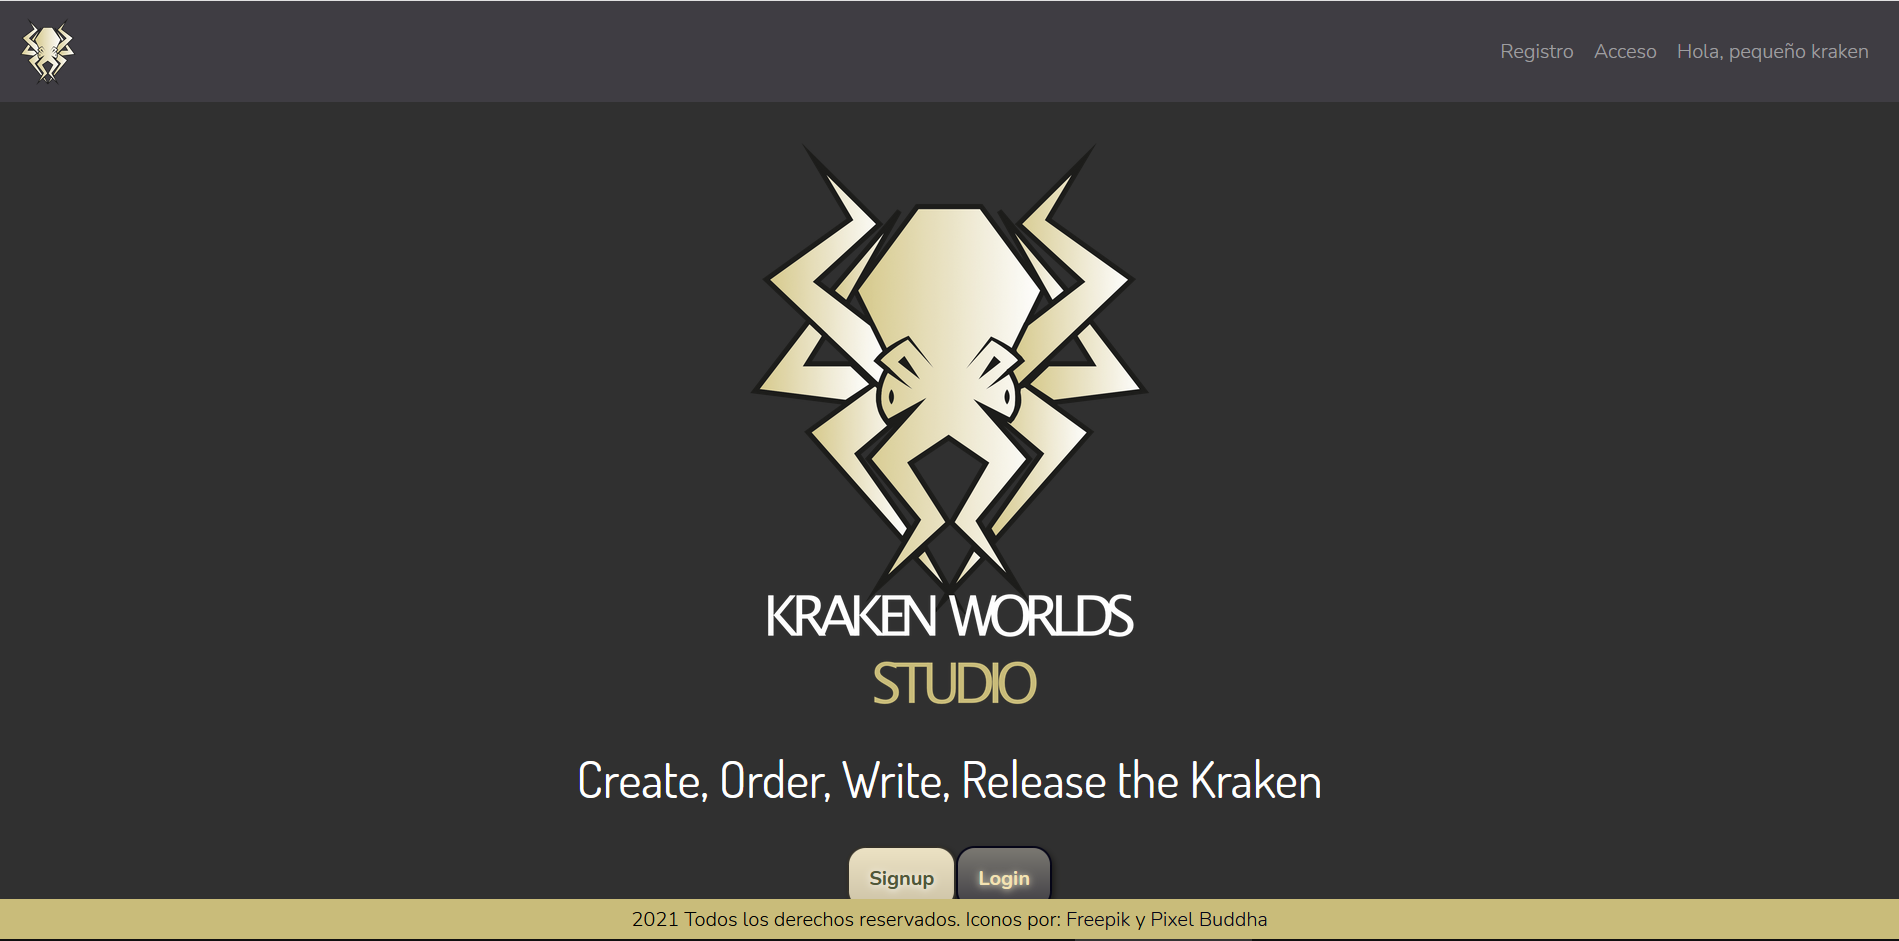 Registro Acceso Hola, pequeño kraken
KRAKEN WORLDS
STUDIO
Create, Order, Write, Release the Kraken
Signup Login
2021 Todos los derechos reservados. Iconos por: Freepik y Pixel Buddha